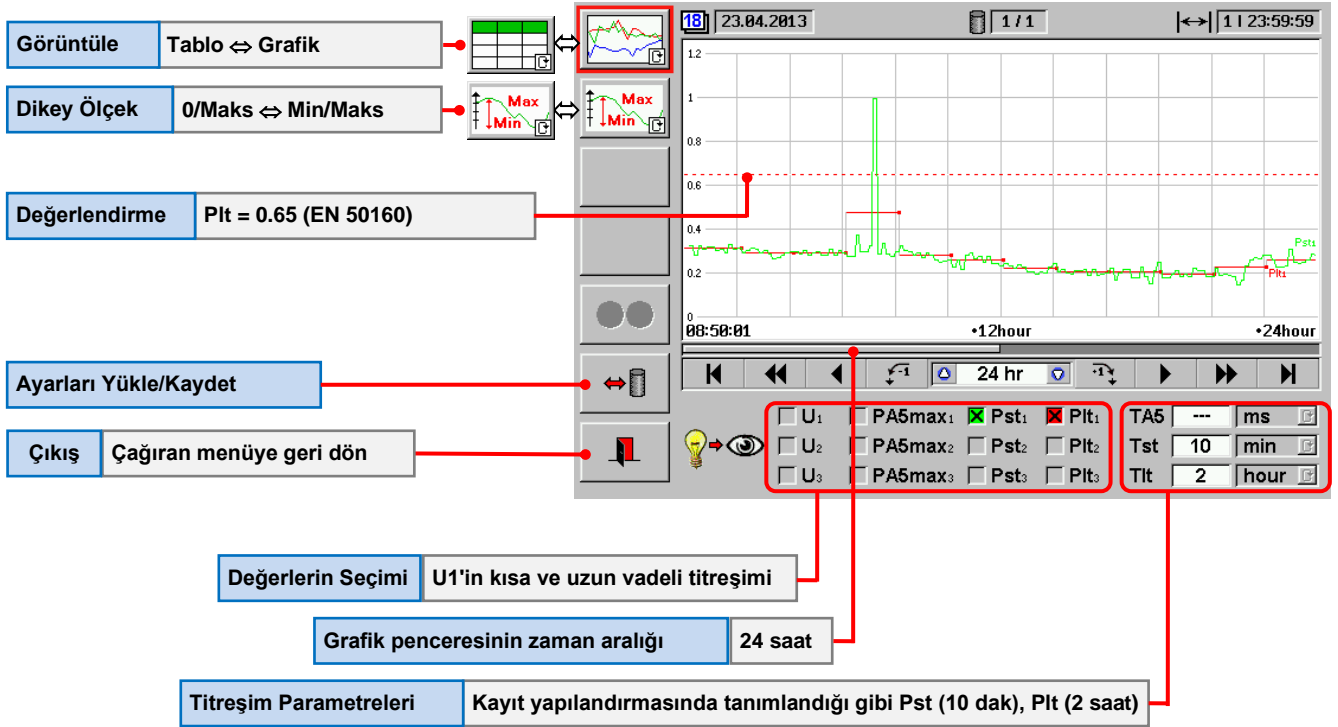 18 23.04.2013 1 / 1 |<->| 1 | 23:59:59
Görüntüle Tablo ⇔ Grafik
Dikey Ölçek 0/Maks ⇔ Min/Maks
Max
Min
Max
Min
1.2
1
0.8
0.6
0.4
0.2
0
Değerlendirme Plt = 0.65 (EN 50160)
Pst₁
Plt₁
08:50:01 •12hour •24hour
-1 24 hr ·1
Ayarları Yükle/Kaydet
Çıkış Çağıran menüye geri dön
U₁ PA5max₁ Pst₁ Plt₁ TA5 --- ms
U₂ PA5max₂ Pst₂ Plt₂ Tst 10 min
U₃ PA5max₃ Pst₃ Plt₃ Tlt 2 hour
Değerlerin Seçimi U1'in kısa ve uzun vadeli titreşimi
Grafik penceresinin zaman aralığı 24 saat
Titreşim Parametreleri Kayıt yapılandırmasında tanımlandığı gibi Pst (10 dak), Plt (2 saat)